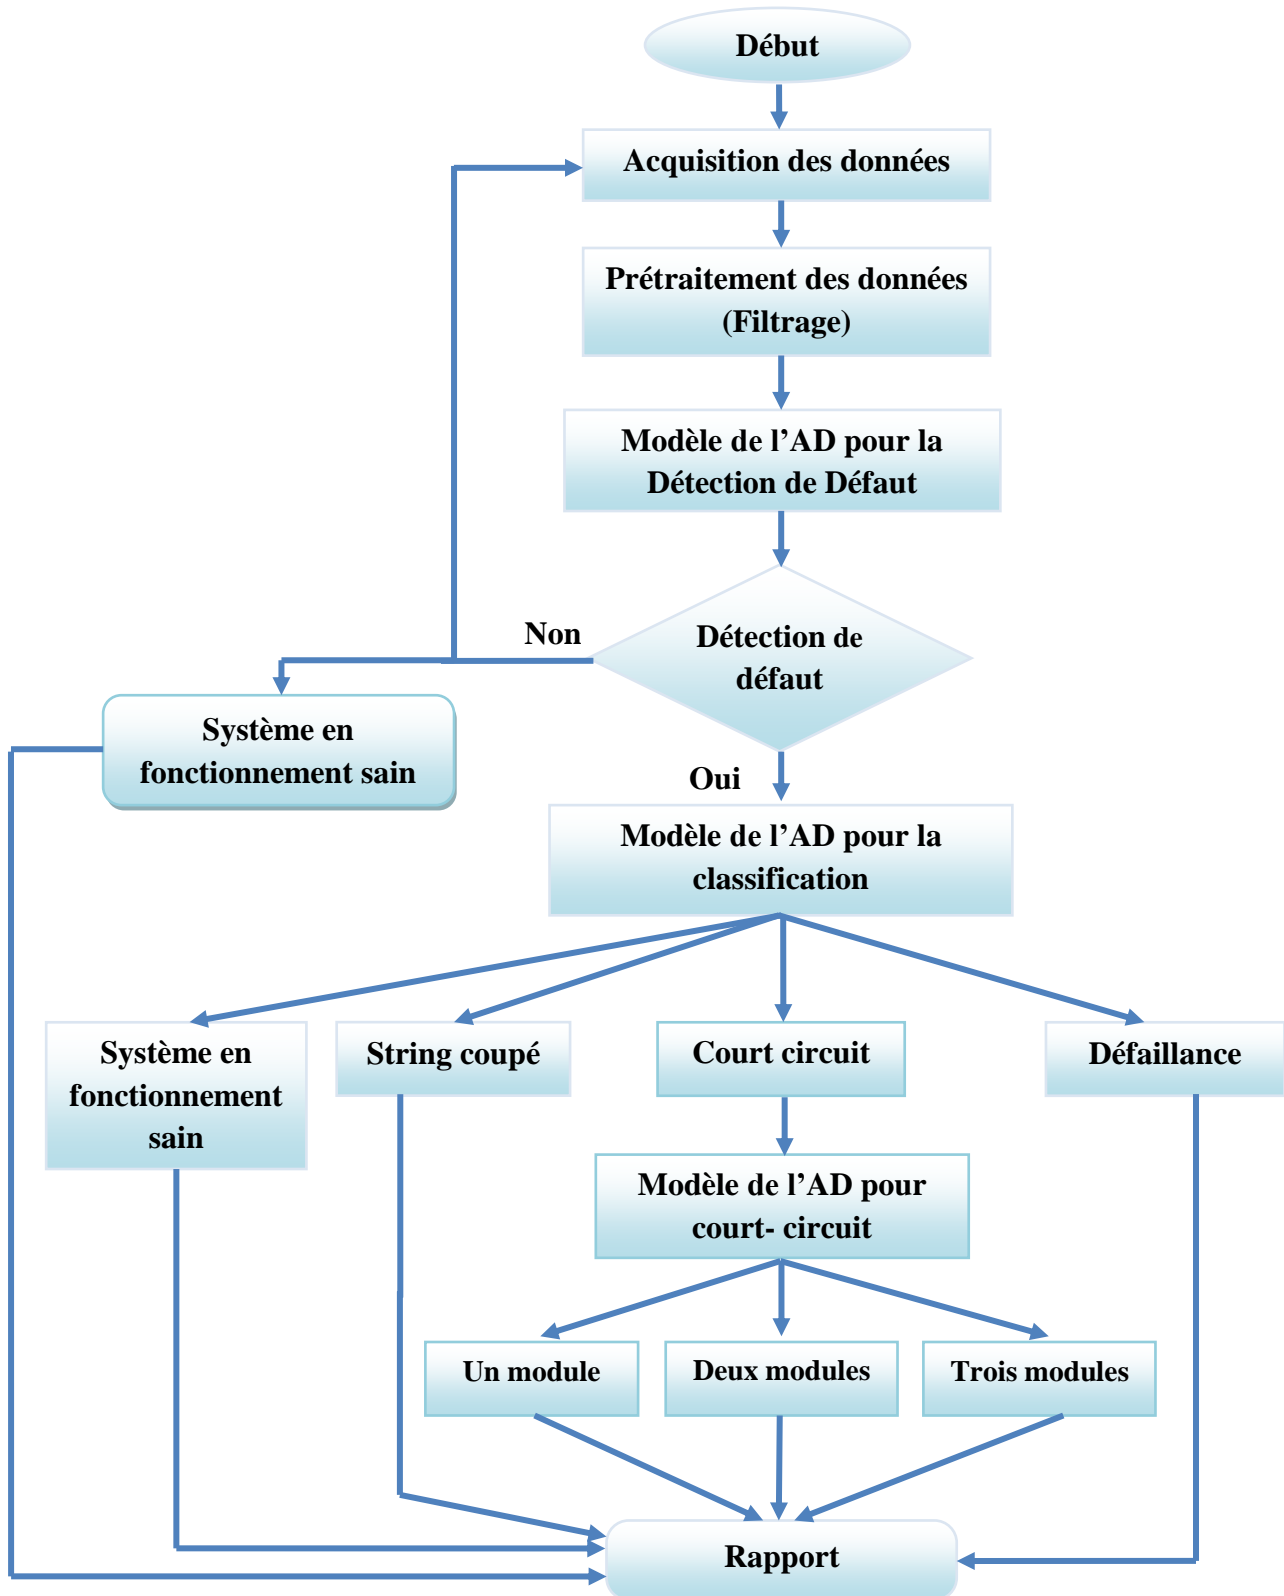 Début
Acquisition des données
Prétraitement des données
(Filtrage)
Modèle de l’AD pour la
Détection de Défaut
Non
Détection de
défaut
Système en
fonctionnement sain
Oui
Modèle de l’AD pour la
classification
Système en
fonctionnement
sain
String coupé
Court circuit
Défaillance
Modèle de l’AD pour
court- circuit
Un module
Deux modules
Trois modules
Rapport